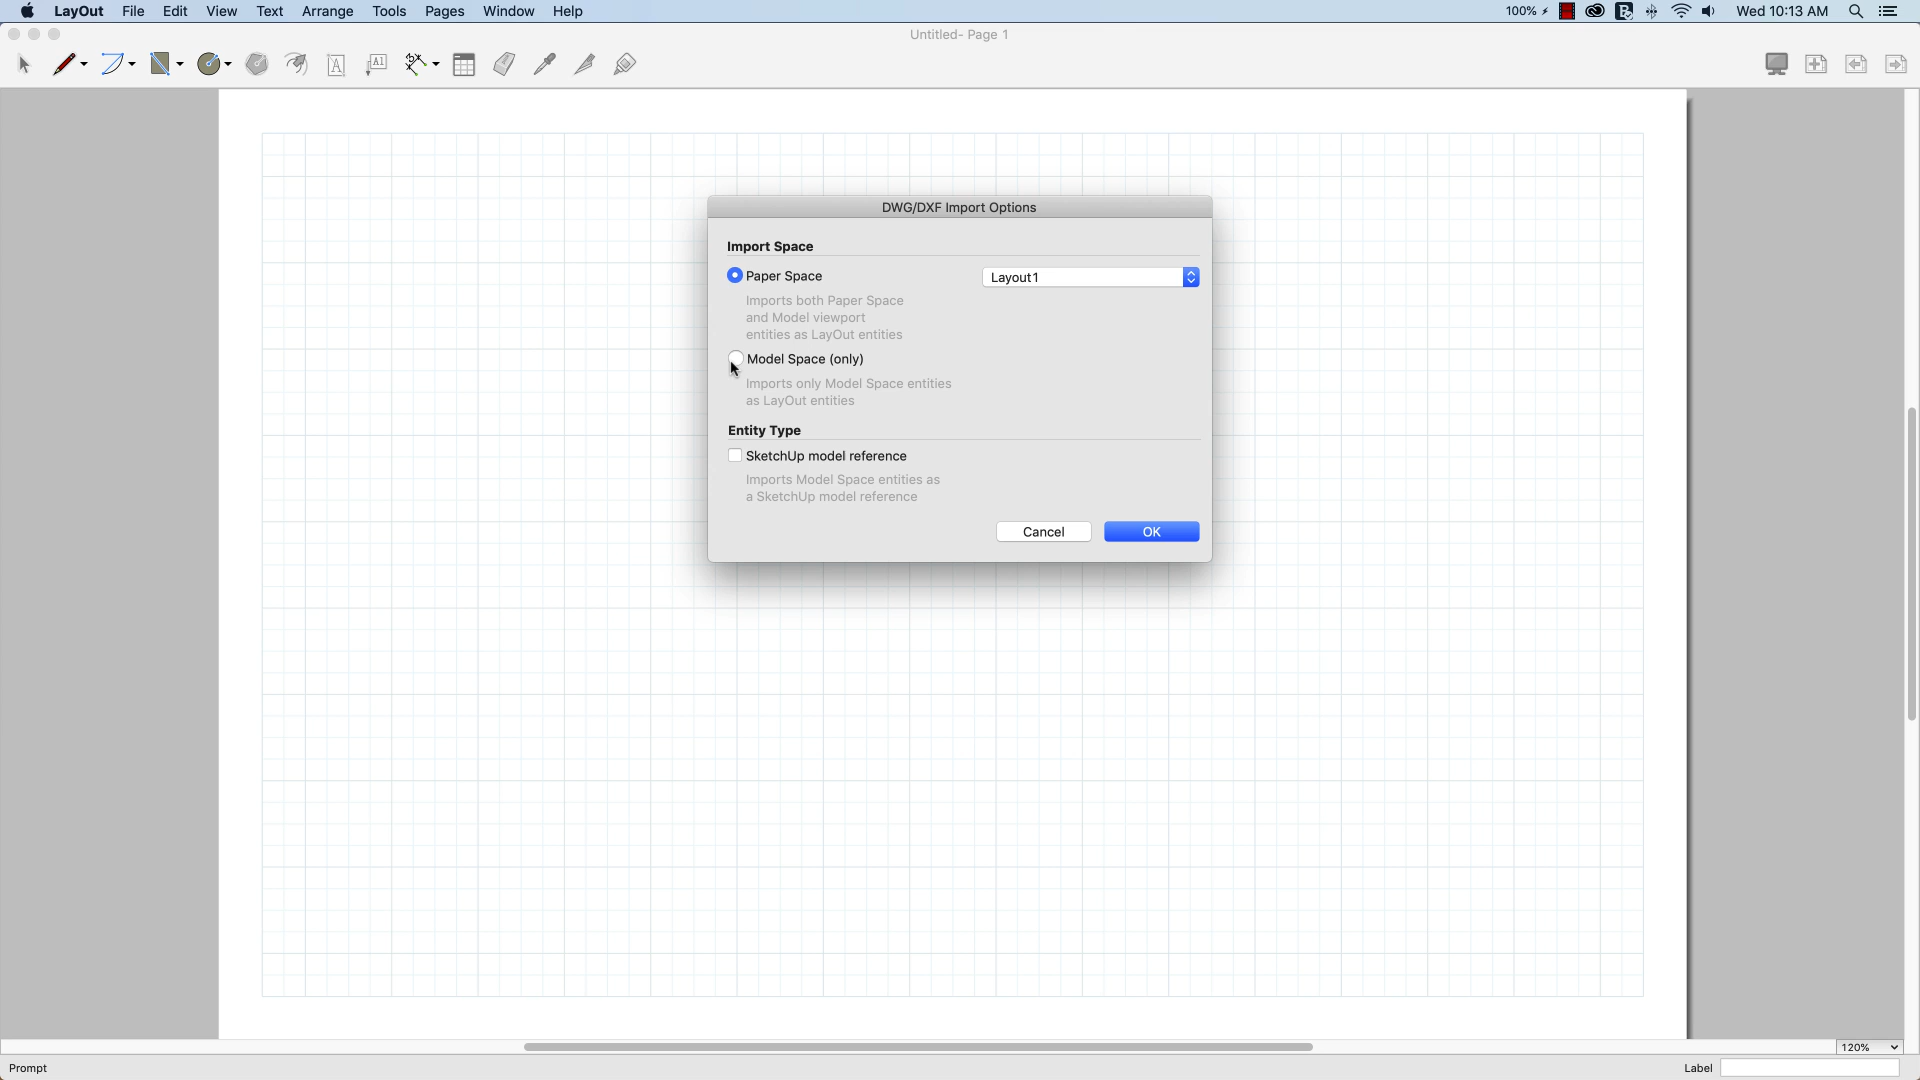 LayOut File Edit View Text Arrange Tools Pages Window Help 100% Wed 10:13 AM
Untitled- Page 1
A A1
DWG/DXF Import Options
Import Space
Paper Space Layout1
Imports both Paper Space
and Model viewport
entities as LayOut entities
Model Space (only)
Imports only Model Space entities
as LayOut entities
Entity Type
SketchUp model reference
Imports Model Space entities as
a SketchUp model reference
Cancel OK
120%
Prompt Label